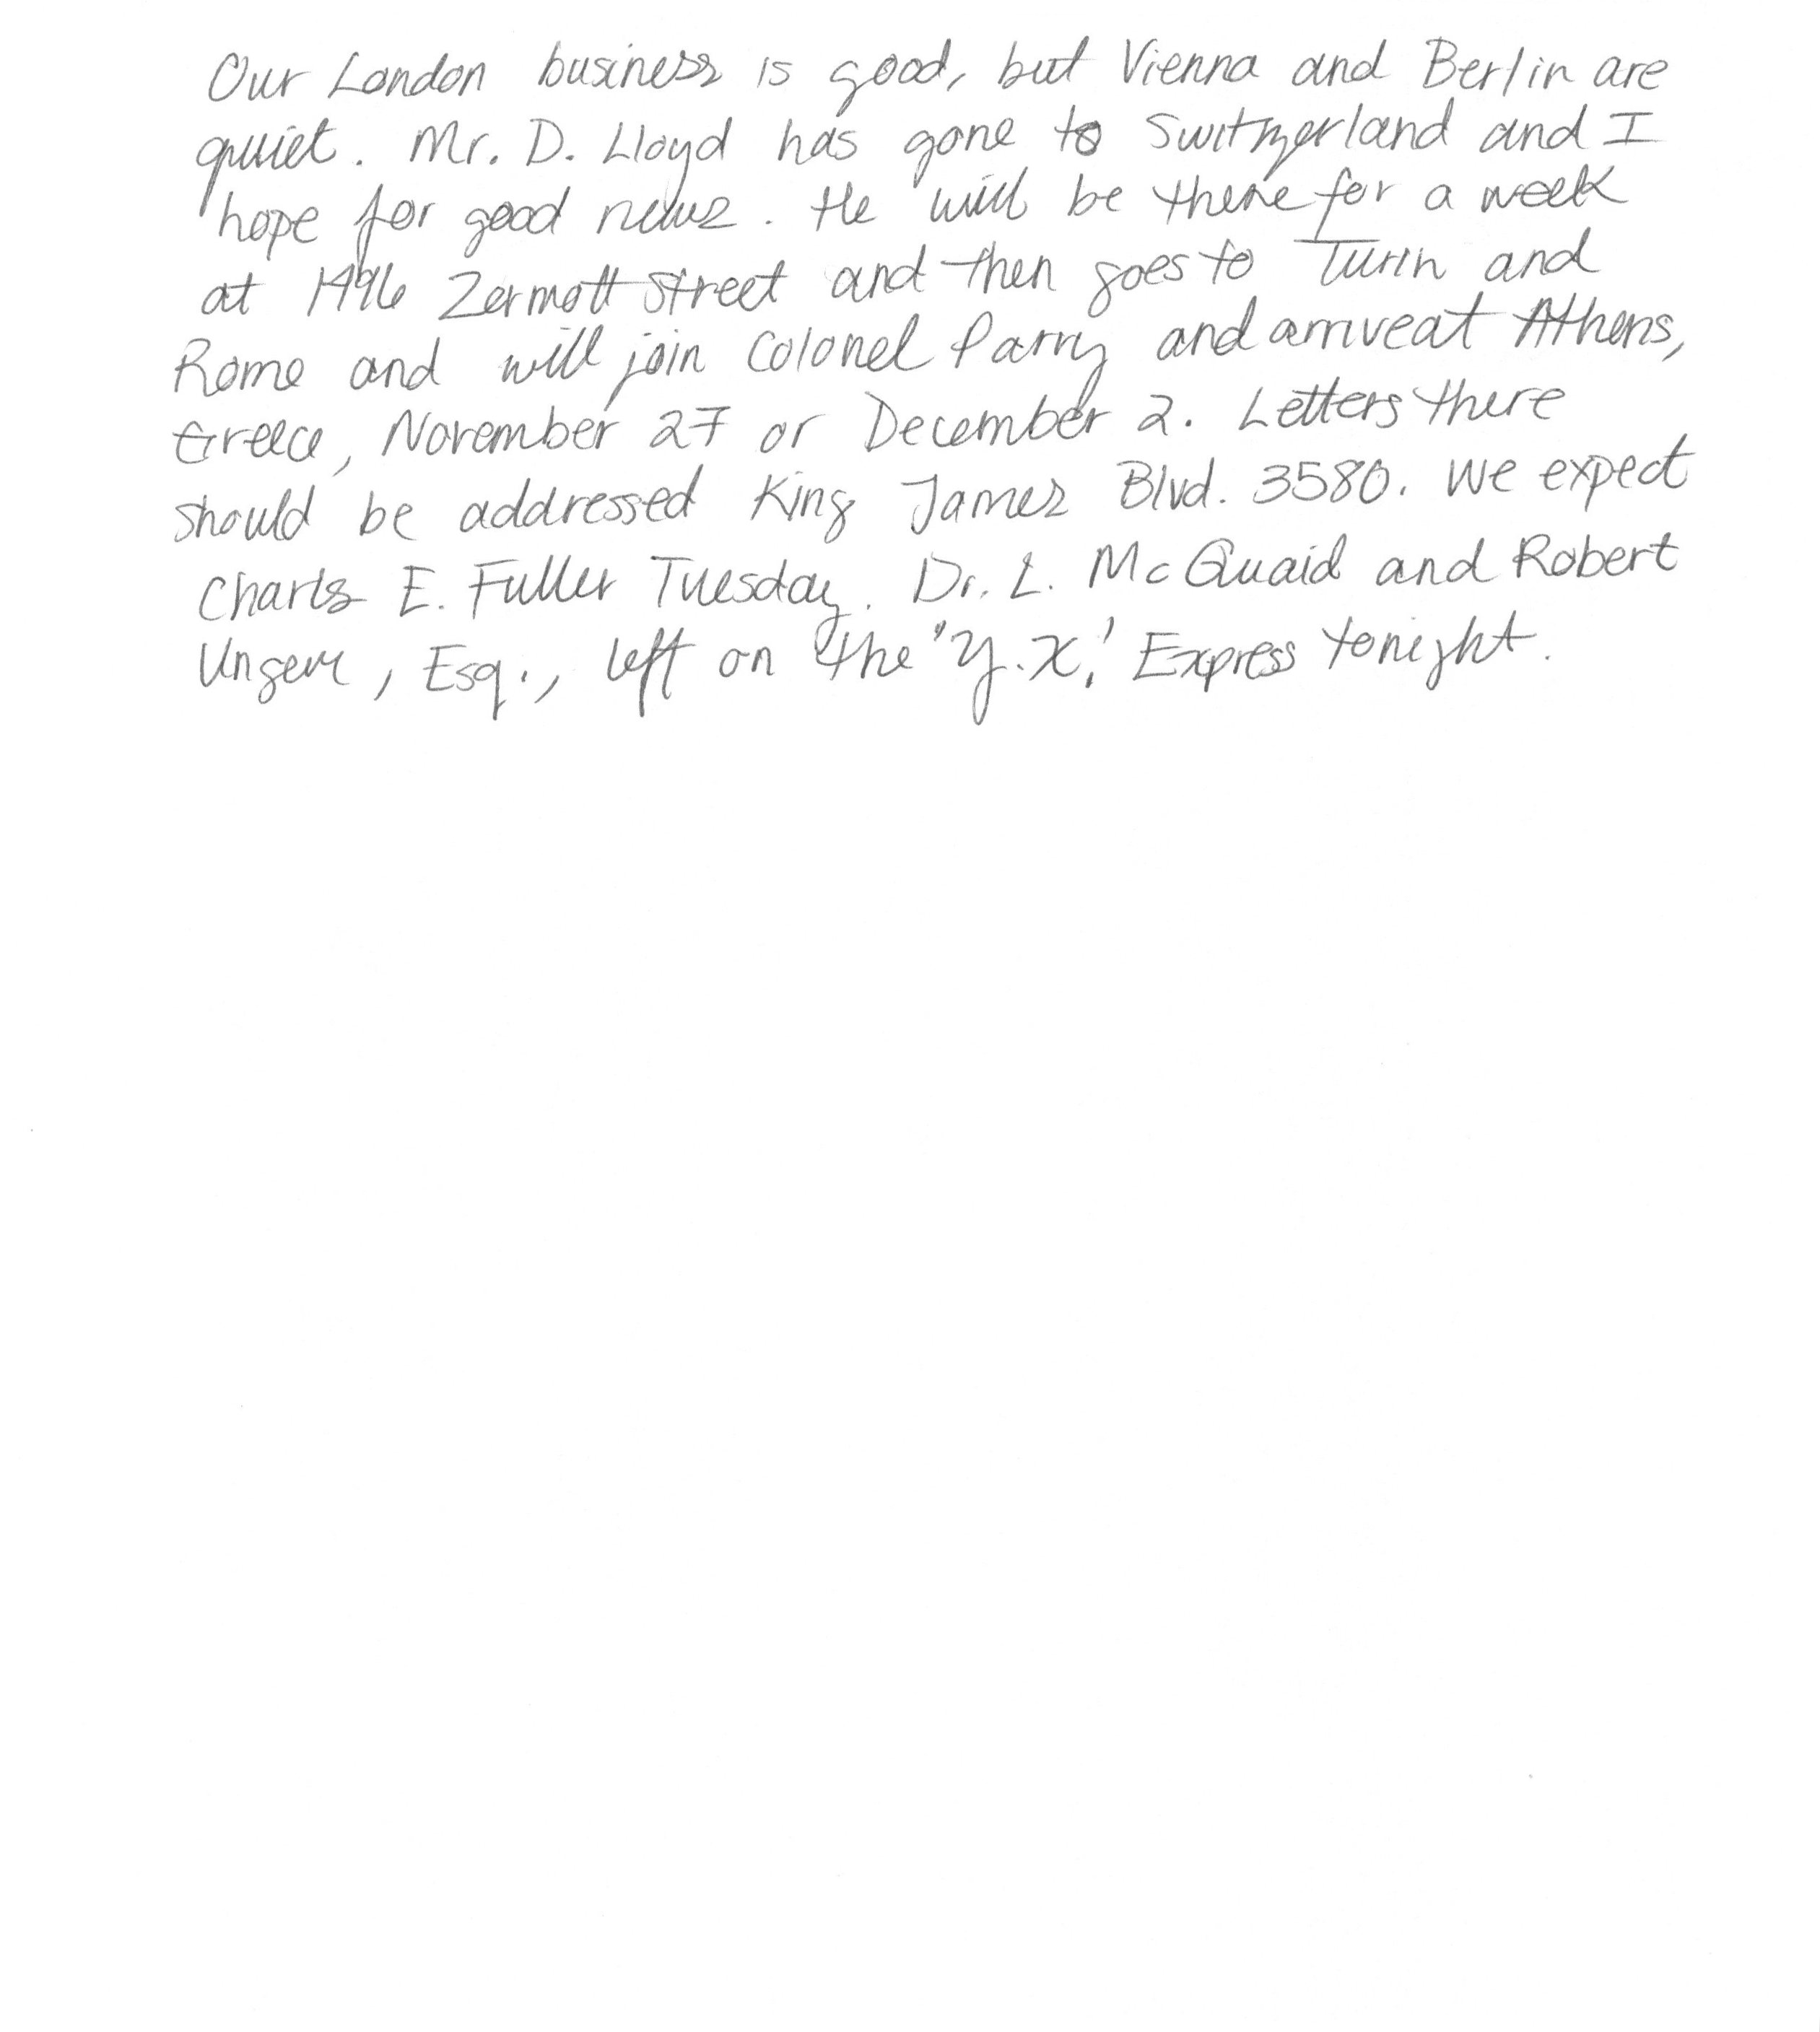 Our London business is good, but Vienna and Berlin are
quiet. Mr. D. Lloyd has gone to Switzerland and I
hope for good news. He will be there for a week
at 1496 Zermott Street and then goes to Turin and
Rome and will join Colonel Parry and arrive at Athens,
Greece, November 27 or December 2. Letters there
should be addressed King James Blvd. 3580. We expect
Charles E. Fuller Tuesday. Dr. L. McQuaid and Robert
Unger, Esq., left on the "Y.X." Express tonight.